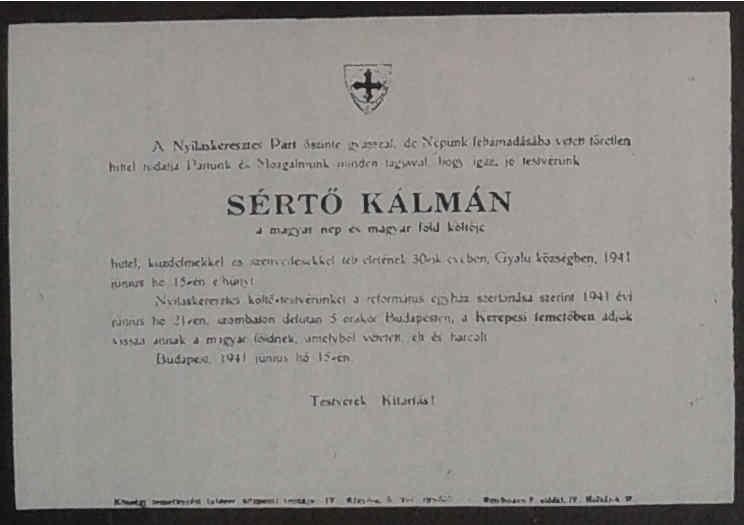 A Nyilaskeresztes Párt őszinte gyásszal, de Népünk feltámadásába vetett töretlen
hittel tudatja Pártunk és Mozgalmunk minden tagjával, hogy igaz, jó testvérünk
SÉRTŐ KÁLMÁN
a magyar nép és magyar föld költője
hittel, küzdelmekkel és szenvedésekkel teli életének 30-ik évében, Gyalu községben, 1941
június hó 15-én elhunyt
Nyilaskeresztes költő-testvérünket a református egyház szertartása szerint 1941 évi
június hó 21-én, szombaton délután 5 órakor Budapesten, a Kerepesi temetőben adjuk
vissza annak a magyar földnek, amelyből vétetett, élt és harcolt
Budapest, 1941 június hó 15-én.
Testvérek Kitartás!